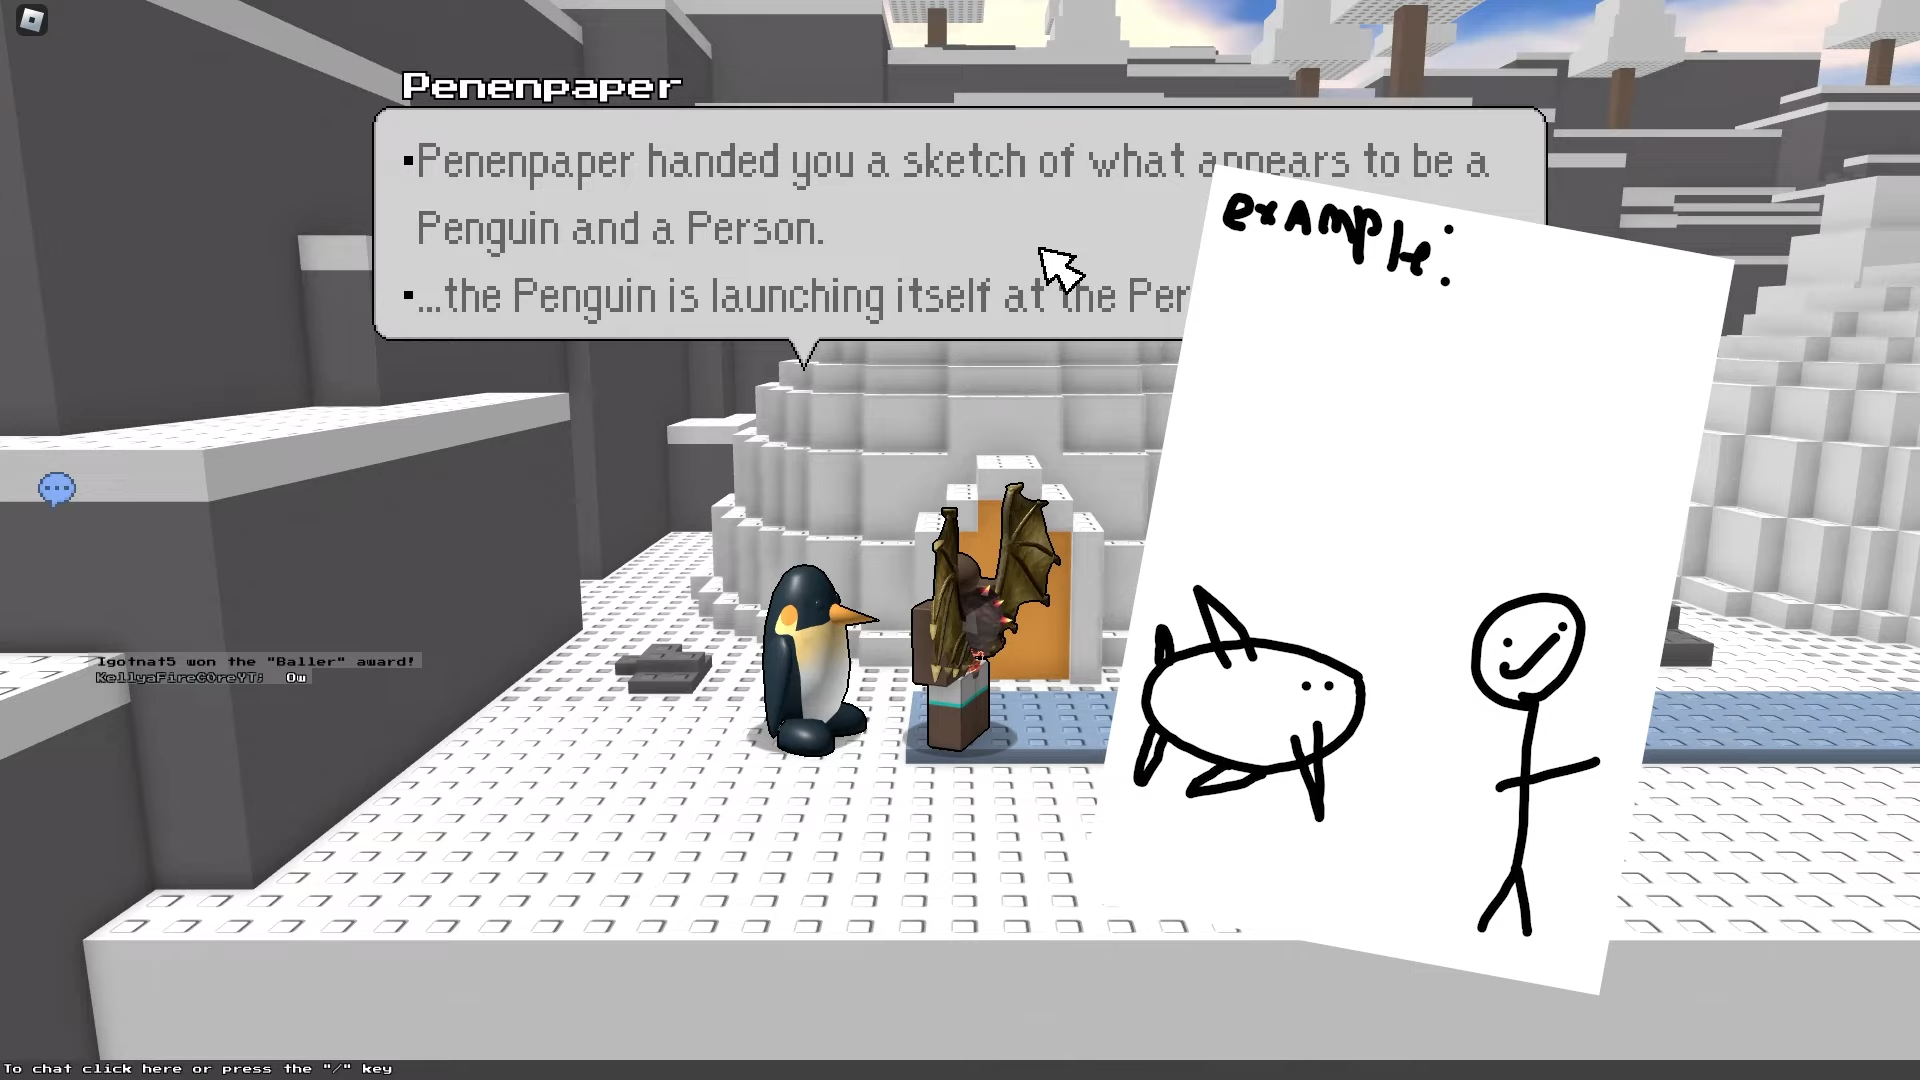 Penenpaper
▪Penenpaper handed you a sketch of what appears to be a
Penguin and a Person.
▪...the Penguin is launching itself at the Per
example:
Igotnat5 won the "Baller" award!
KellyaFireC0reYT: Ow
To chat click here or press the "/" key